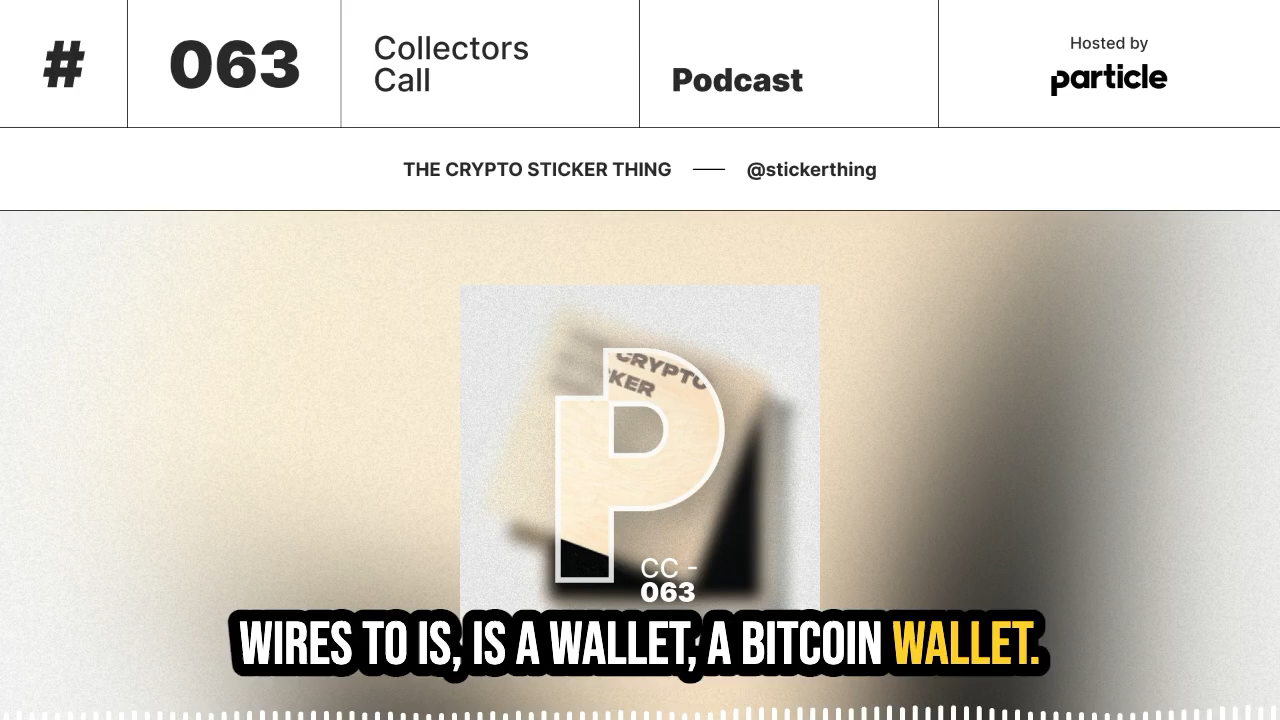 #
063
Collectors
Call
Podcast
Hosted by
particle
THE CRYPTO STICKER THING — @stickerthing
CRYPTO
KER
P
CC -
063
WIRES TO IS, IS A WALLET, A BITCOIN WALLET.